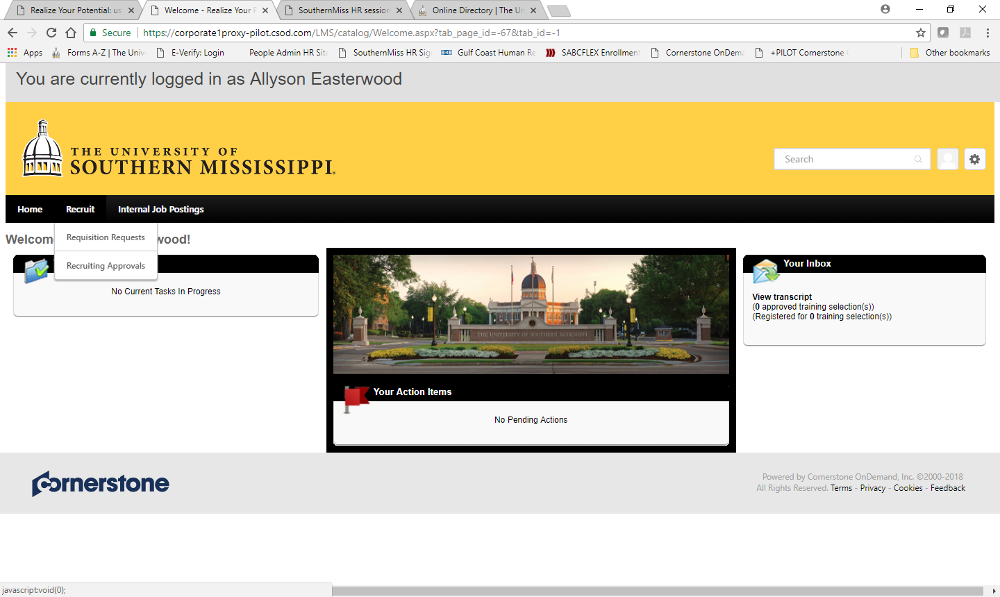 Realize Your Potential: us
Welcome - Realize Your P
SouthernMiss HR session
Online Directory | The Un
Secure
https://corporate1proxy-pilot.csod.com/LMS/catalog/Welcome.aspx?tab_page_id=-67&tab_id=-1
Apps
Forms A-Z | The Univ
E-Verify: Login
People Admin HR Site
SouthernMiss HR Sig
Gulf Coast Human Re
SABCFLEX Enrollment
Cornerstone OnDema
+PILOT Cornerstone
Other bookmarks
You are currently logged in as Allyson Easterwood
THE UNIVERSITY OF
SOUTHERN MISSISSIPPI
Search
Home
Recruit
Internal Job Postings
Requisition Requests
Recruiting Approvals
Welcom
wood!
No Current Tasks In Progress
THE UNIVERSITY OF SOUTHERN MISSISSIPPI
Your Action Items
No Pending Actions
Your Inbox
View transcript
(0 approved training selection(s))
(Registered for 0 training selection(s))
Cornerstone
Powered by Cornerstone OnDemand, Inc. ©2000-2018
All Rights Reserved. Terms - Privacy - Cookies - Feedback
javascript:void(0);